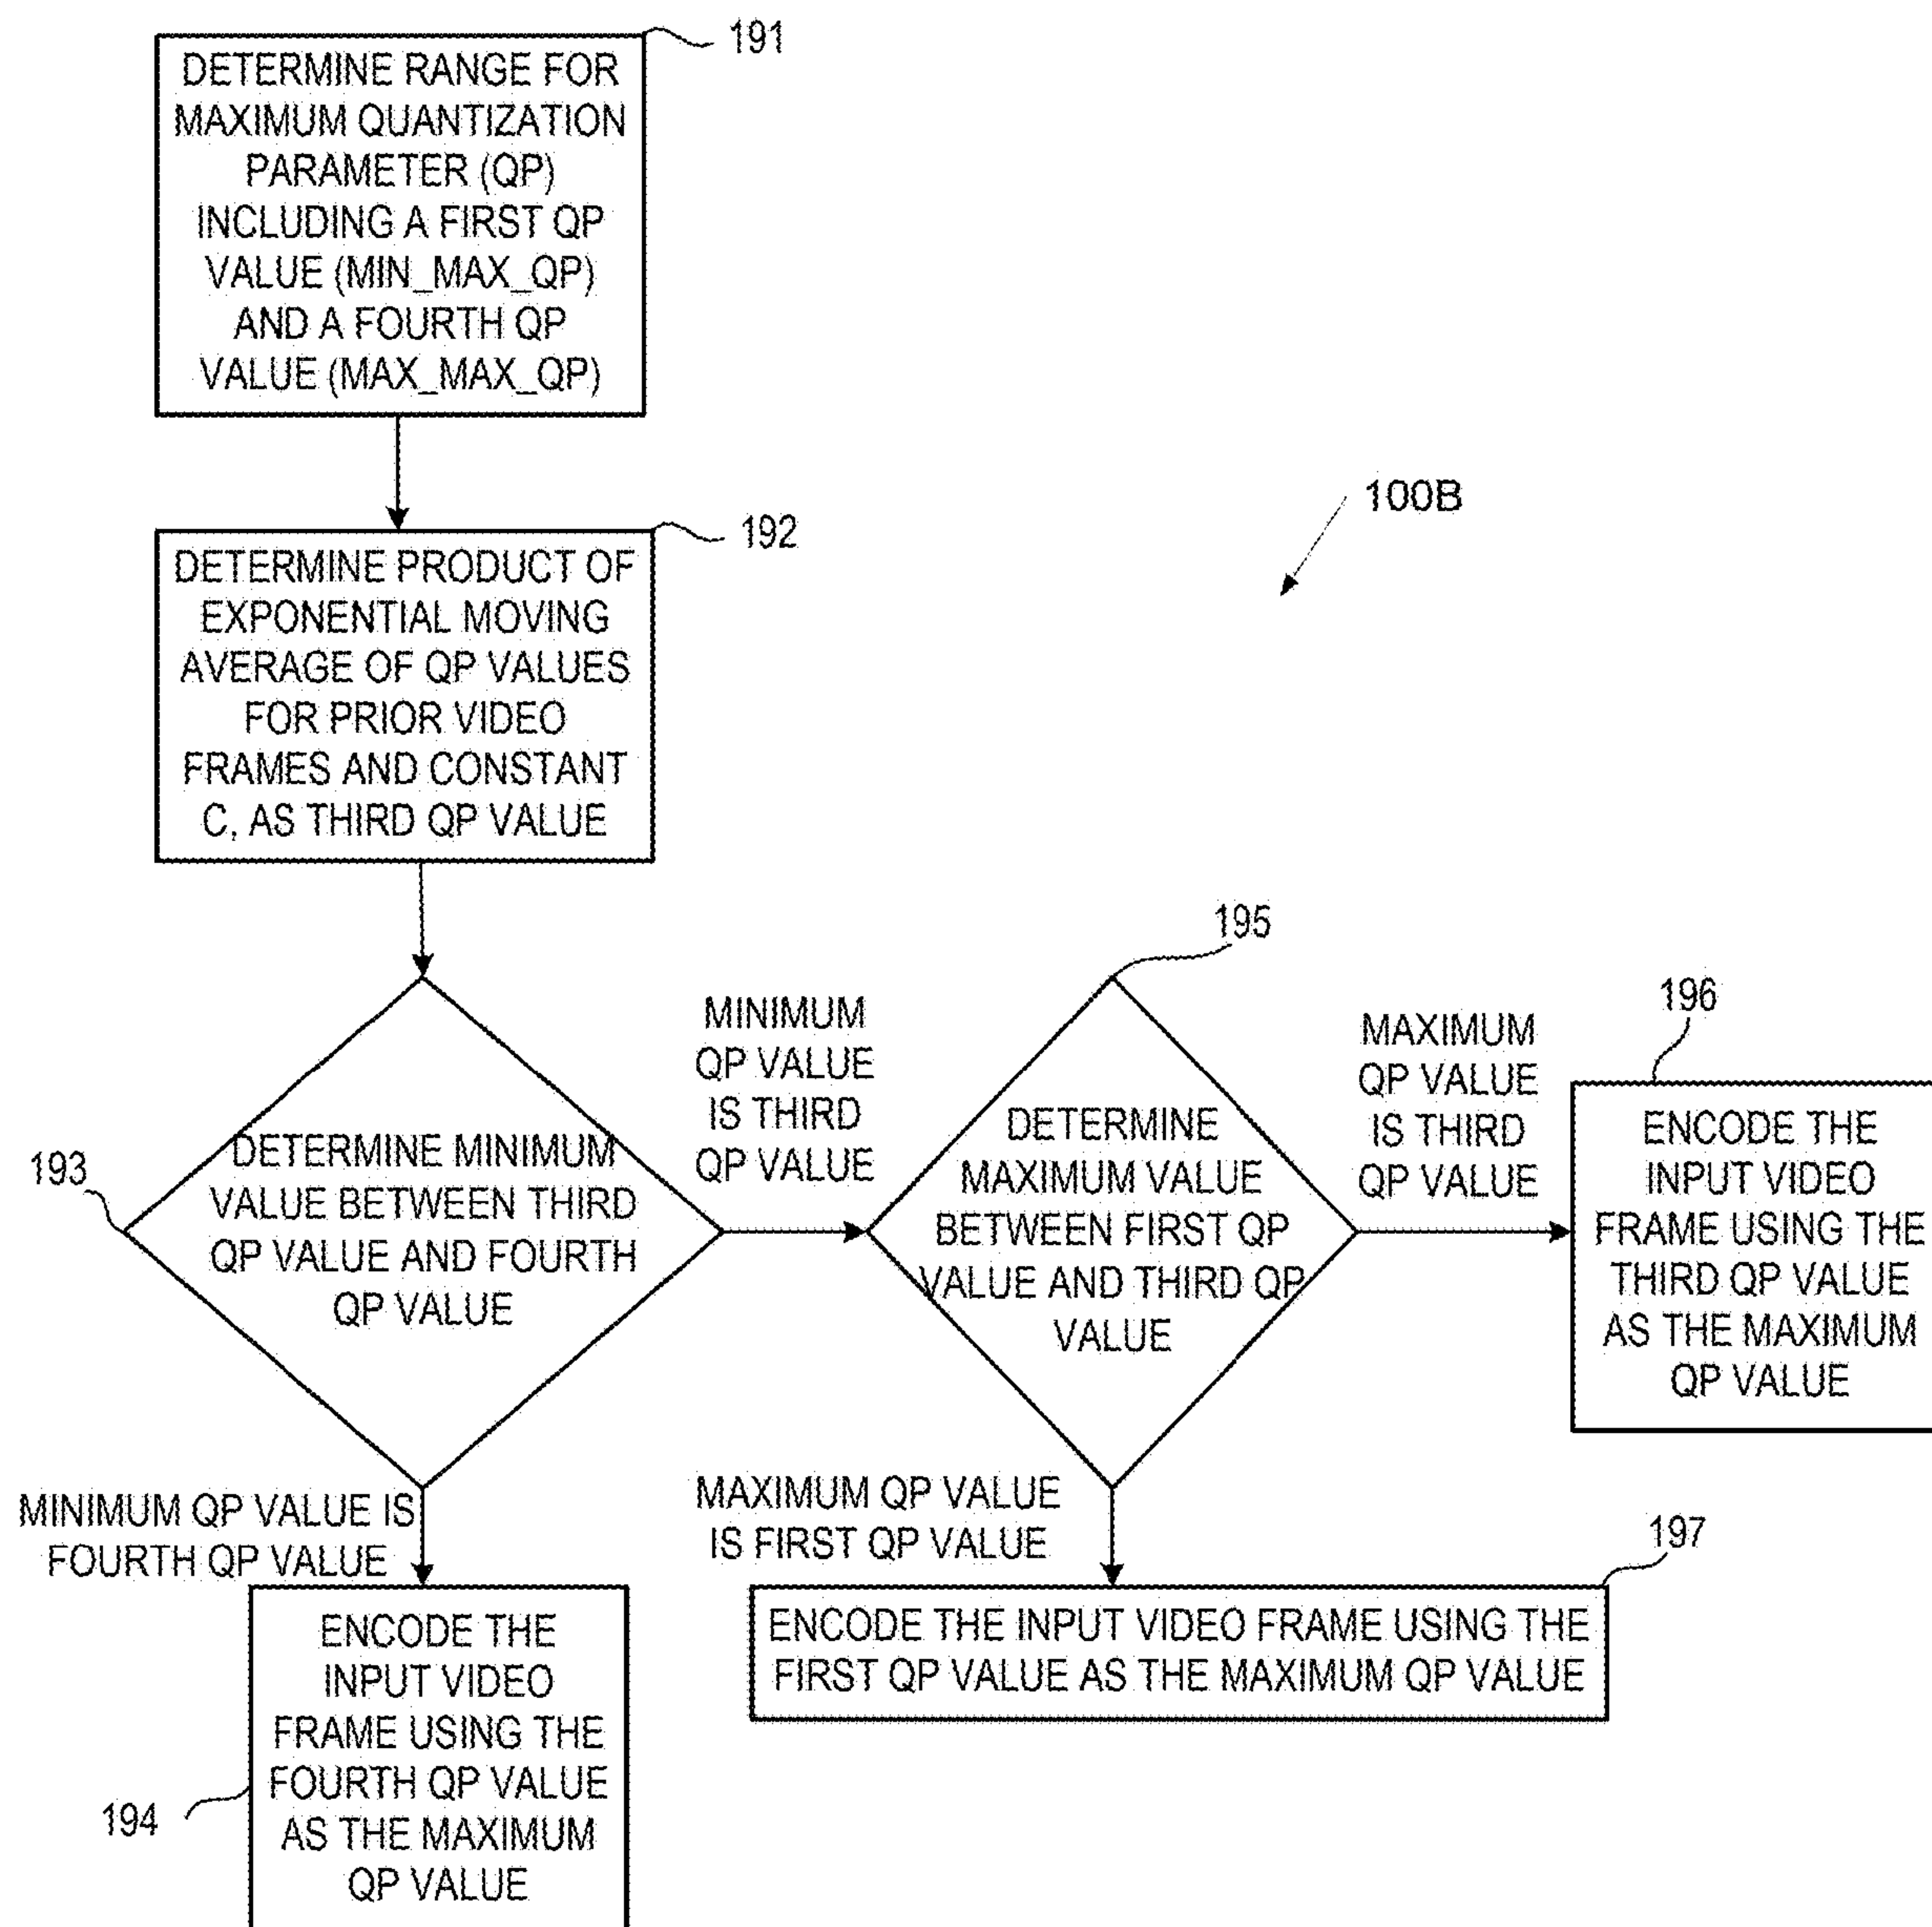 191
DETERMINE RANGE FOR
MAXIMUM QUANTIZATION
PARAMETER (QP)
INCLUDING A FIRST QP
VALUE (MIN_MAX_QP)
AND A FOURTH QP
VALUE (MAX_MAX_QP)
100B
192
DETERMINE PRODUCT OF
EXPONENTIAL MOVING
AVERAGE OF QP VALUES
FOR PRIOR VIDEO
FRAMES AND CONSTANT
C, AS THIRD QP VALUE
193
DETERMINE MINIMUM
VALUE BETWEEN THIRD
QP VALUE AND FOURTH
QP VALUE
MINIMUM
QP VALUE
IS THIRD
QP VALUE
195
DETERMINE
MAXIMUM VALUE
BETWEEN FIRST QP
VALUE AND THIRD QP
VALUE
MAXIMUM
QP VALUE
IS THIRD
QP VALUE
196
ENCODE THE
INPUT VIDEO
FRAME USING THE
THIRD QP VALUE
AS THE MAXIMUM
QP VALUE
MINIMUM QP VALUE IS
FOURTH QP VALUE
194
ENCODE THE
INPUT VIDEO
FRAME USING THE
FOURTH QP VALUE
AS THE MAXIMUM
QP VALUE
MAXIMUM QP VALUE
IS FIRST QP VALUE
197
ENCODE THE INPUT VIDEO FRAME USING THE
FIRST QP VALUE AS THE MAXIMUM QP VALUE